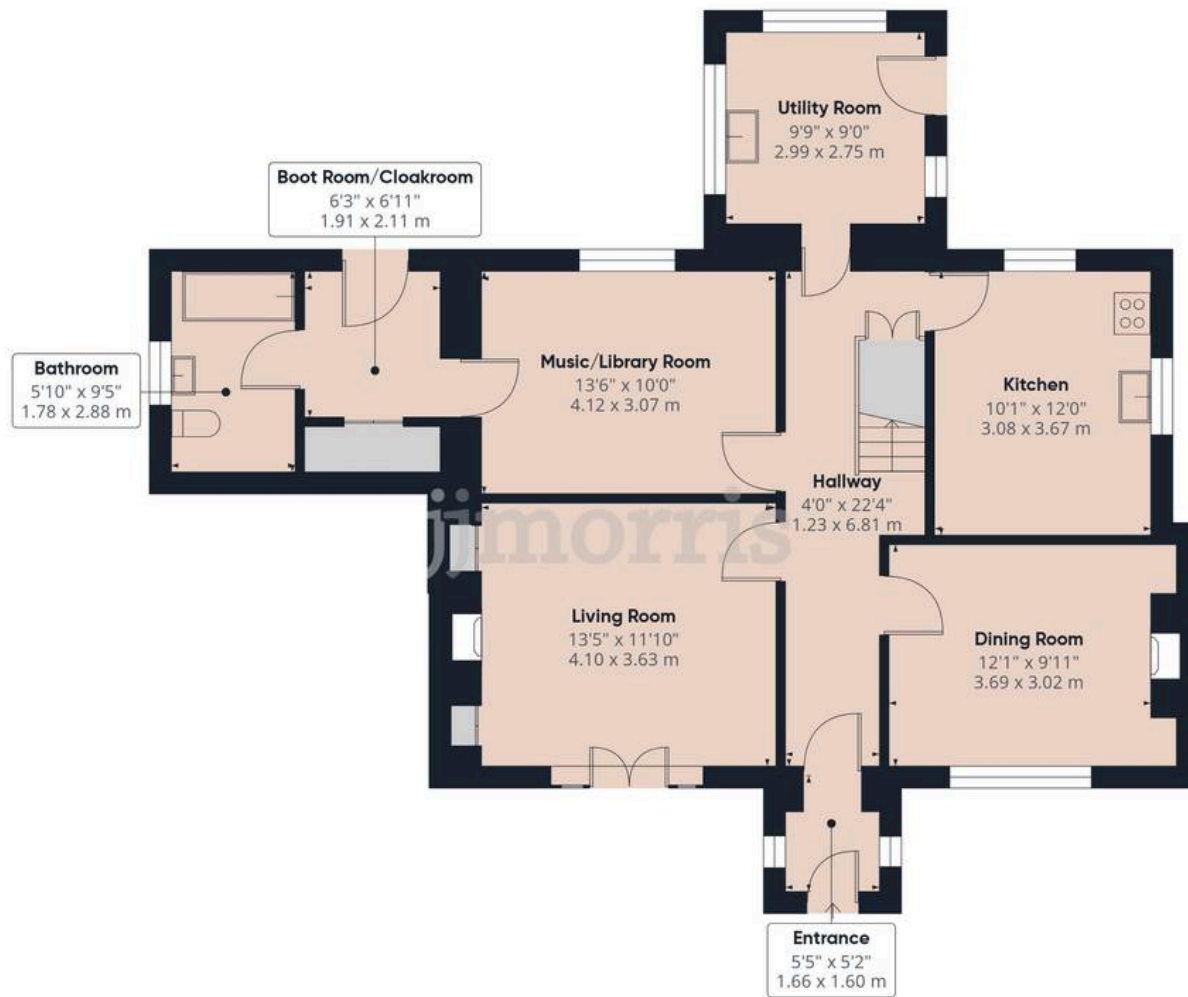 Utility Room
9'9" x 9'0"
2.99 x 2.75 m
Boot Room/Cloakroom
6'3" x 6'11"
1.91 x 2.11 m
Bathroom
5'10" x 9'5"
1.78 x 2.88 m
Music/Library Room
13'6" x 10'0"
4.12 x 3.07 m
Kitchen
10'1" x 12'0"
3.08 x 3.67 m
Hallway
4'0" x 22'4"
1.23 x 6.81 m
jjmorris
Living Room
13'5" x 11'10"
4.10 x 3.63 m
Dining Room
12'1" x 9'11"
3.69 x 3.02 m
Entrance
5'5" x 5'2"
1.66 x 1.60 m